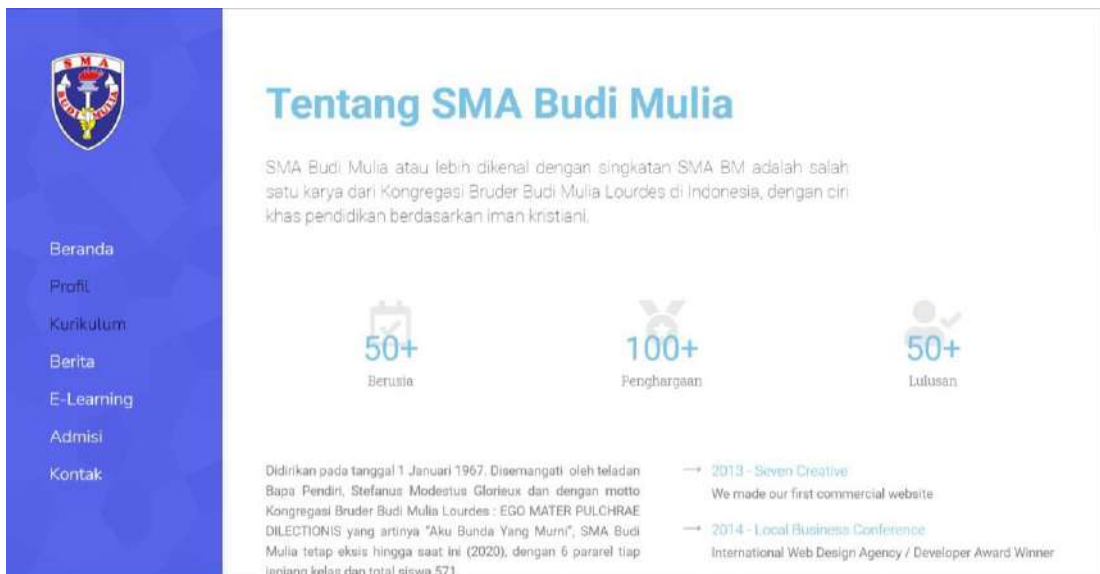 SMA
BUDI MULIA
Beranda
Profil
Kurikulum
Berita
E-Learning
Admisi
Kontak
Tentang SMA Budi Mulia
SMA Budi Mulia atau lebih dikenal dengan singkatan SMA BM adalah salah
satu karya dari Kongregasi Bruder Budi Mulia Lourdes di Indonesia, dengan ciri
khas pendidikan berdasarkan iman kristiani.
50+
Berusia
100+
Penghargaan
50+
Lulusan
Didirikan pada tanggal 1 Januari 1967. Disemangati oleh teladan
Bapa Pendiri, Stefanus Modestus Glorieux dan dengan motto
Kongregasi Bruder Budi Mulia Lourdes : EGO MATER PULCHRAE
DILECTIONIS yang artinya "Aku Bunda Yang Murni", SMA Budi
Mulia tetap eksis hingga saat ini (2020), dengan 6 pararel tiap
jenjang kelas dan total siswa 571
2013 - Seven Creative
We made our first commercial website
2014 - Local Business Conference
International Web Design Agency / Developer Award Winner